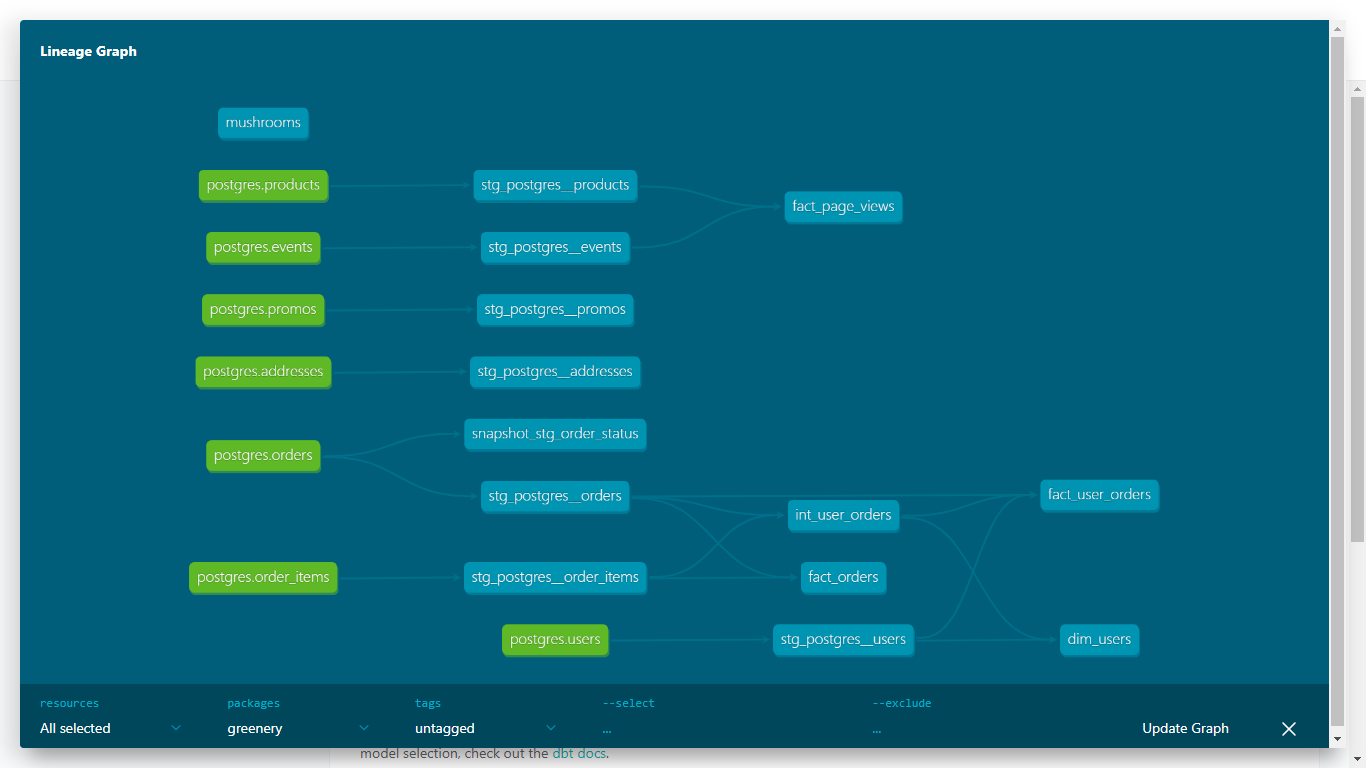 Lineage Graph
mushrooms
postgres.products
stg_postgres__products
fact_page_views
postgres.events
stg_postgres__events
postgres.promos
stg_postgres__promos
postgres.addresses
stg_postgres__addresses
snapshot_stg_order_status
postgres.orders
stg_postgres__orders
fact_user_orders
int_user_orders
postgres.order_items
stg_postgres__order_items
fact_orders
postgres.users
stg_postgres__users
dim_users
resources packages tags --select --exclude
All selected greenery untagged ... ... Update Graph
model selection, check out the dbt docs.